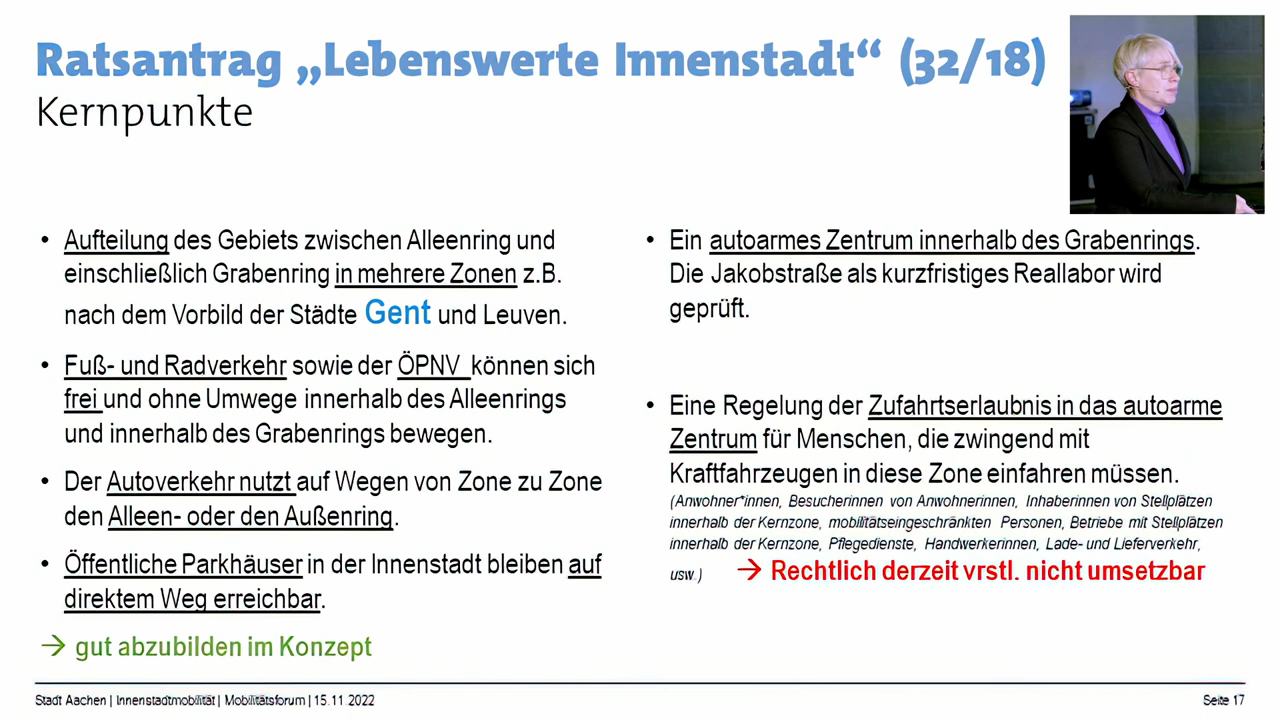 Ratsantrag „Lebenswerte Innenstadt“ (32/18)
Kernpunkte
• Aufteilung des Gebiets zwischen Alleenring und
einschließlich Grabenring in mehrere Zonen z.B.
nach dem Vorbild der Städte Gent und Leuven.
• Fuß- und Radverkehr sowie der ÖPNV können sich
frei und ohne Umwege innerhalb des Alleenrings
und innerhalb des Grabenrings bewegen.
• Der Autoverkehr nutzt auf Wegen von Zone zu Zone
den Alleen- oder den Außenring.
• Öffentliche Parkhäuser in der Innenstadt bleiben auf
direktem Weg erreichbar.
→ gut abzubilden im Konzept
• Ein autoarmes Zentrum innerhalb des Grabenrings.
Die Jakobstraße als kurzfristiges Reallabor wird
geprüft.
• Eine Regelung der Zufahrtserlaubnis in das autoarme
Zentrum für Menschen, die zwingend mit
Kraftfahrzeugen in diese Zone einfahren müssen.
(Anwohner*innen, Besucherinnen von Anwohnerinnen, Inhaberinnen von Stellplätzen
innerhalb der Kernzone, mobilitätseingeschränkten Personen, Betriebe mit Stellplätzen
innerhalb der Kernzone, Pflegedienste, Handwerkerinnen, Lade- und Lieferverkehr,
usw.) → Rechtlich derzeit vrstl. nicht umsetzbar
Stadt Aachen | Innenstadtmobilität | Mobilitätsforum | 15.11.2022
Seite 17